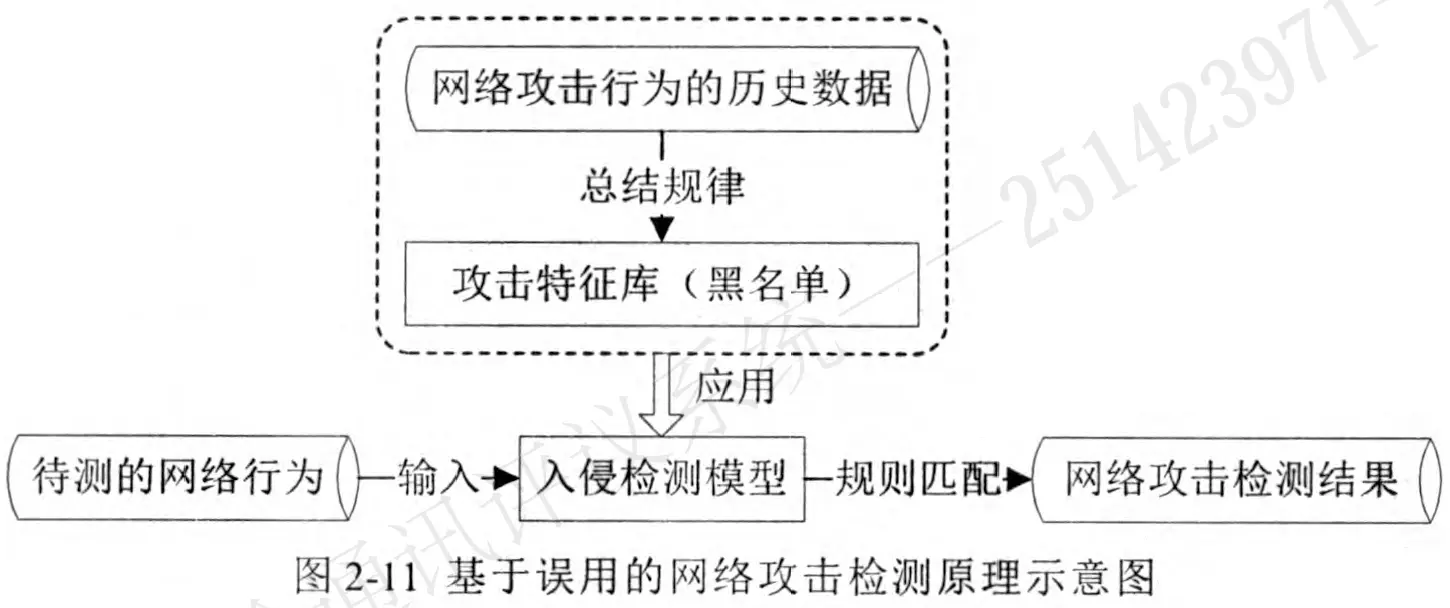 网络攻击行为的历史数据
总结规律
攻击特征库（黑名单）
应用
待测的网络行为
输入
入侵检测模型
规则匹配
网络攻击检测结果
图 2-11 基于误用的网络攻击检测原理示意图
通讯评议系统——251423971-